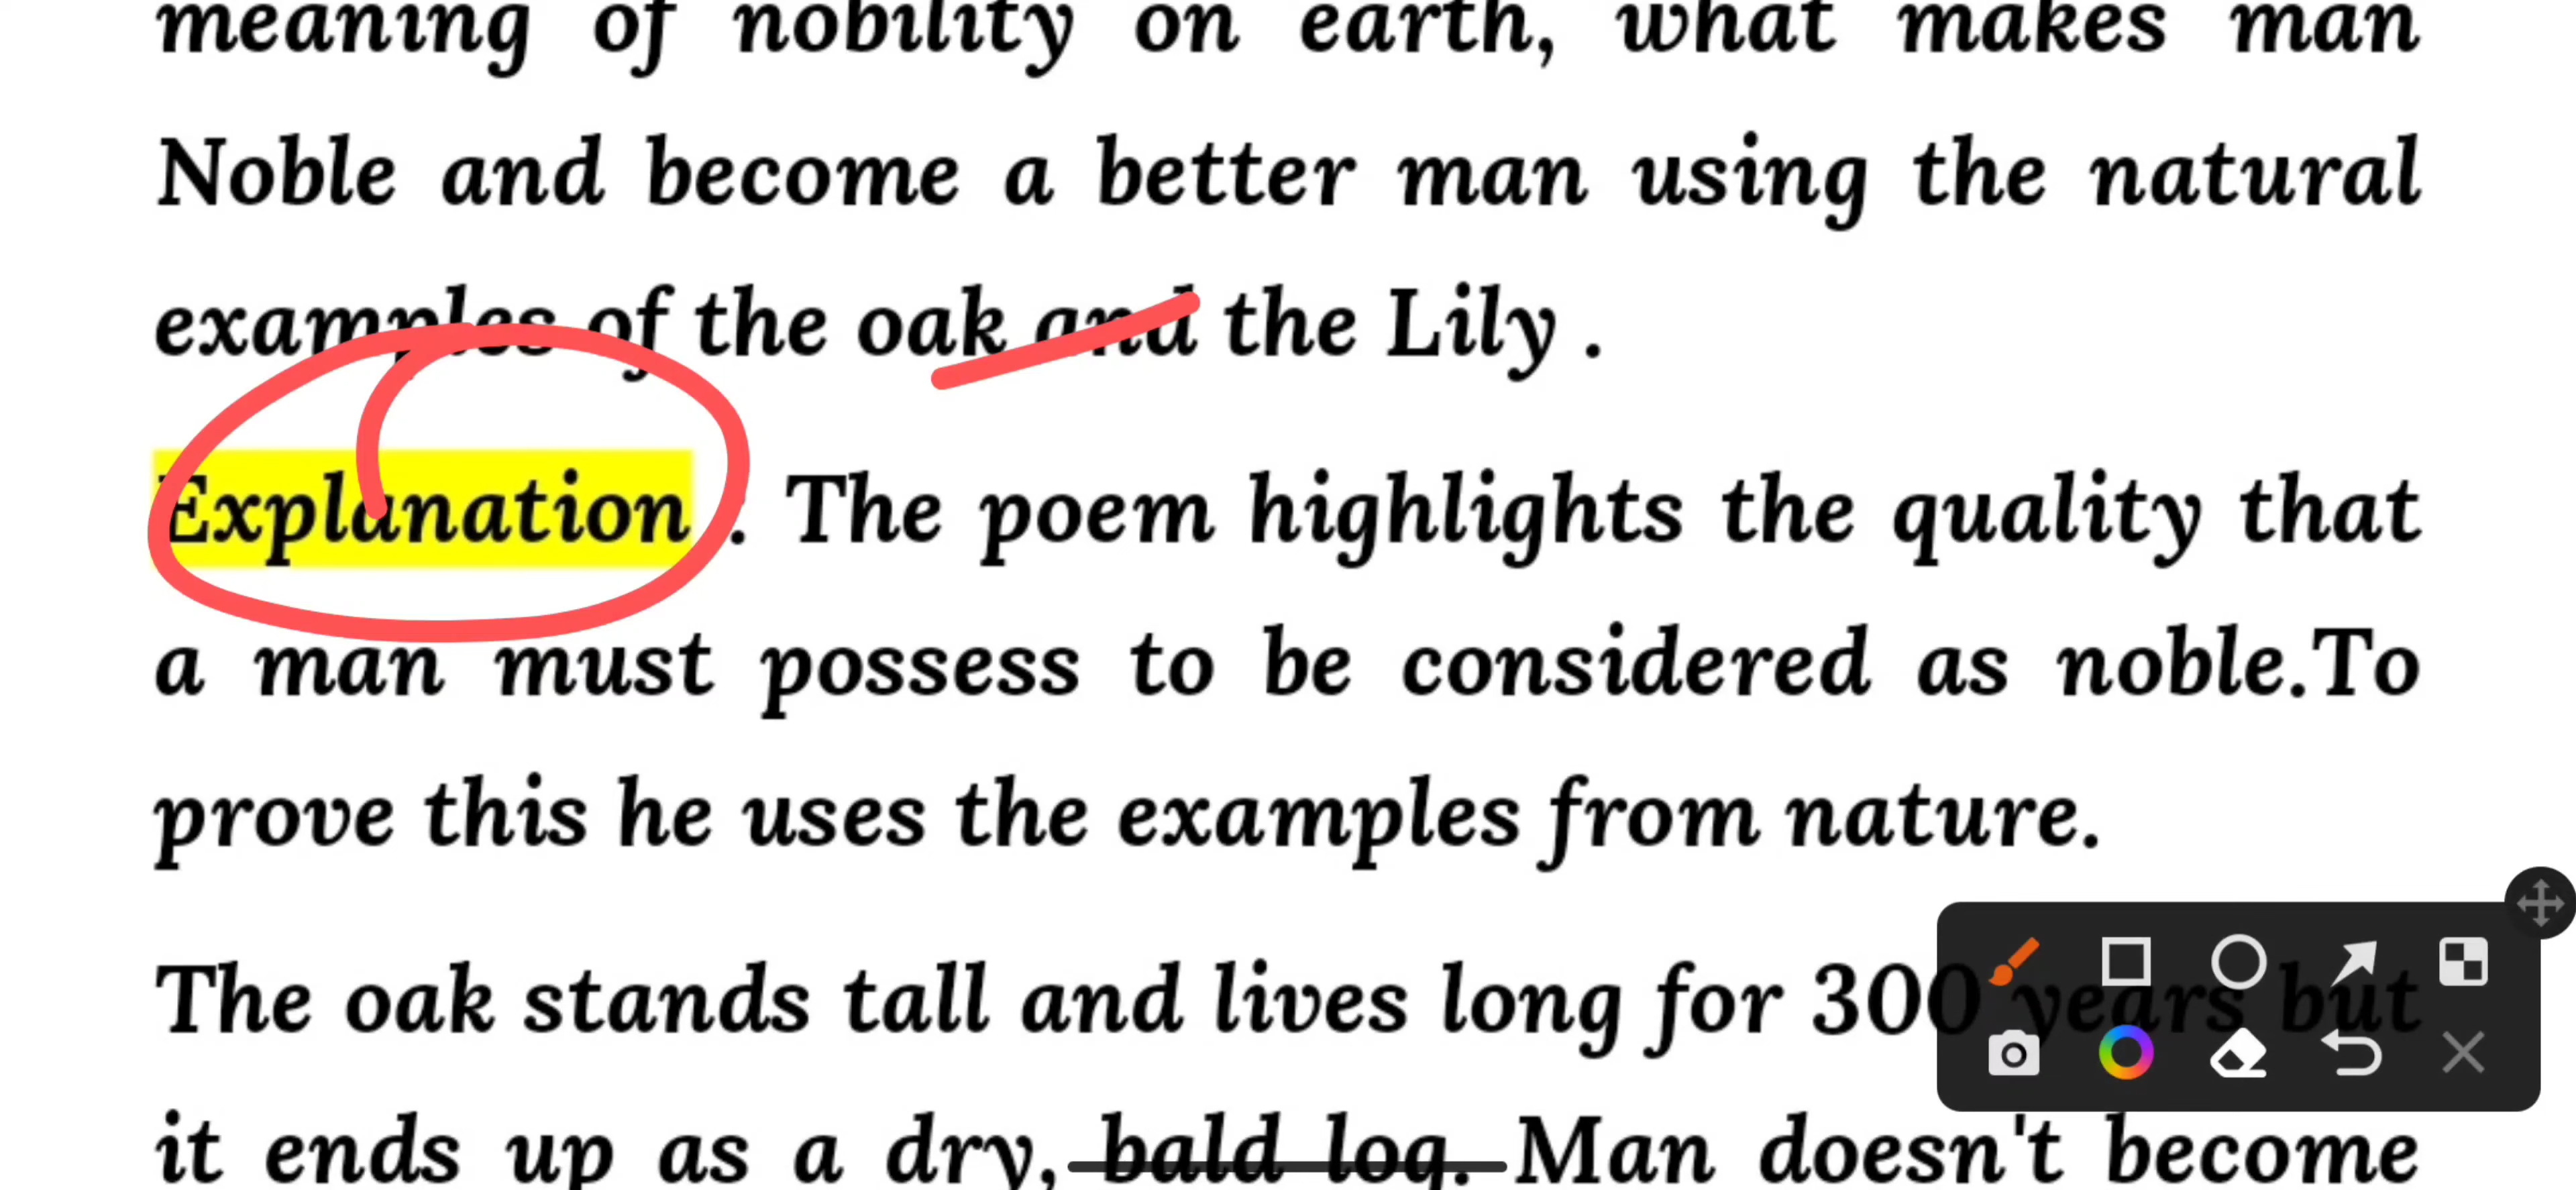 meaning of nobility on earth, what makes man
Noble and become a better man using the natural
examples of the oak and the Lily .
Explanation . The poem highlights the quality that
a man must possess to be considered as noble.To
prove this he uses the examples from nature.
The oak stands tall and lives long for 300 years but
it ends up as a dry, bald log. Man doesn't become